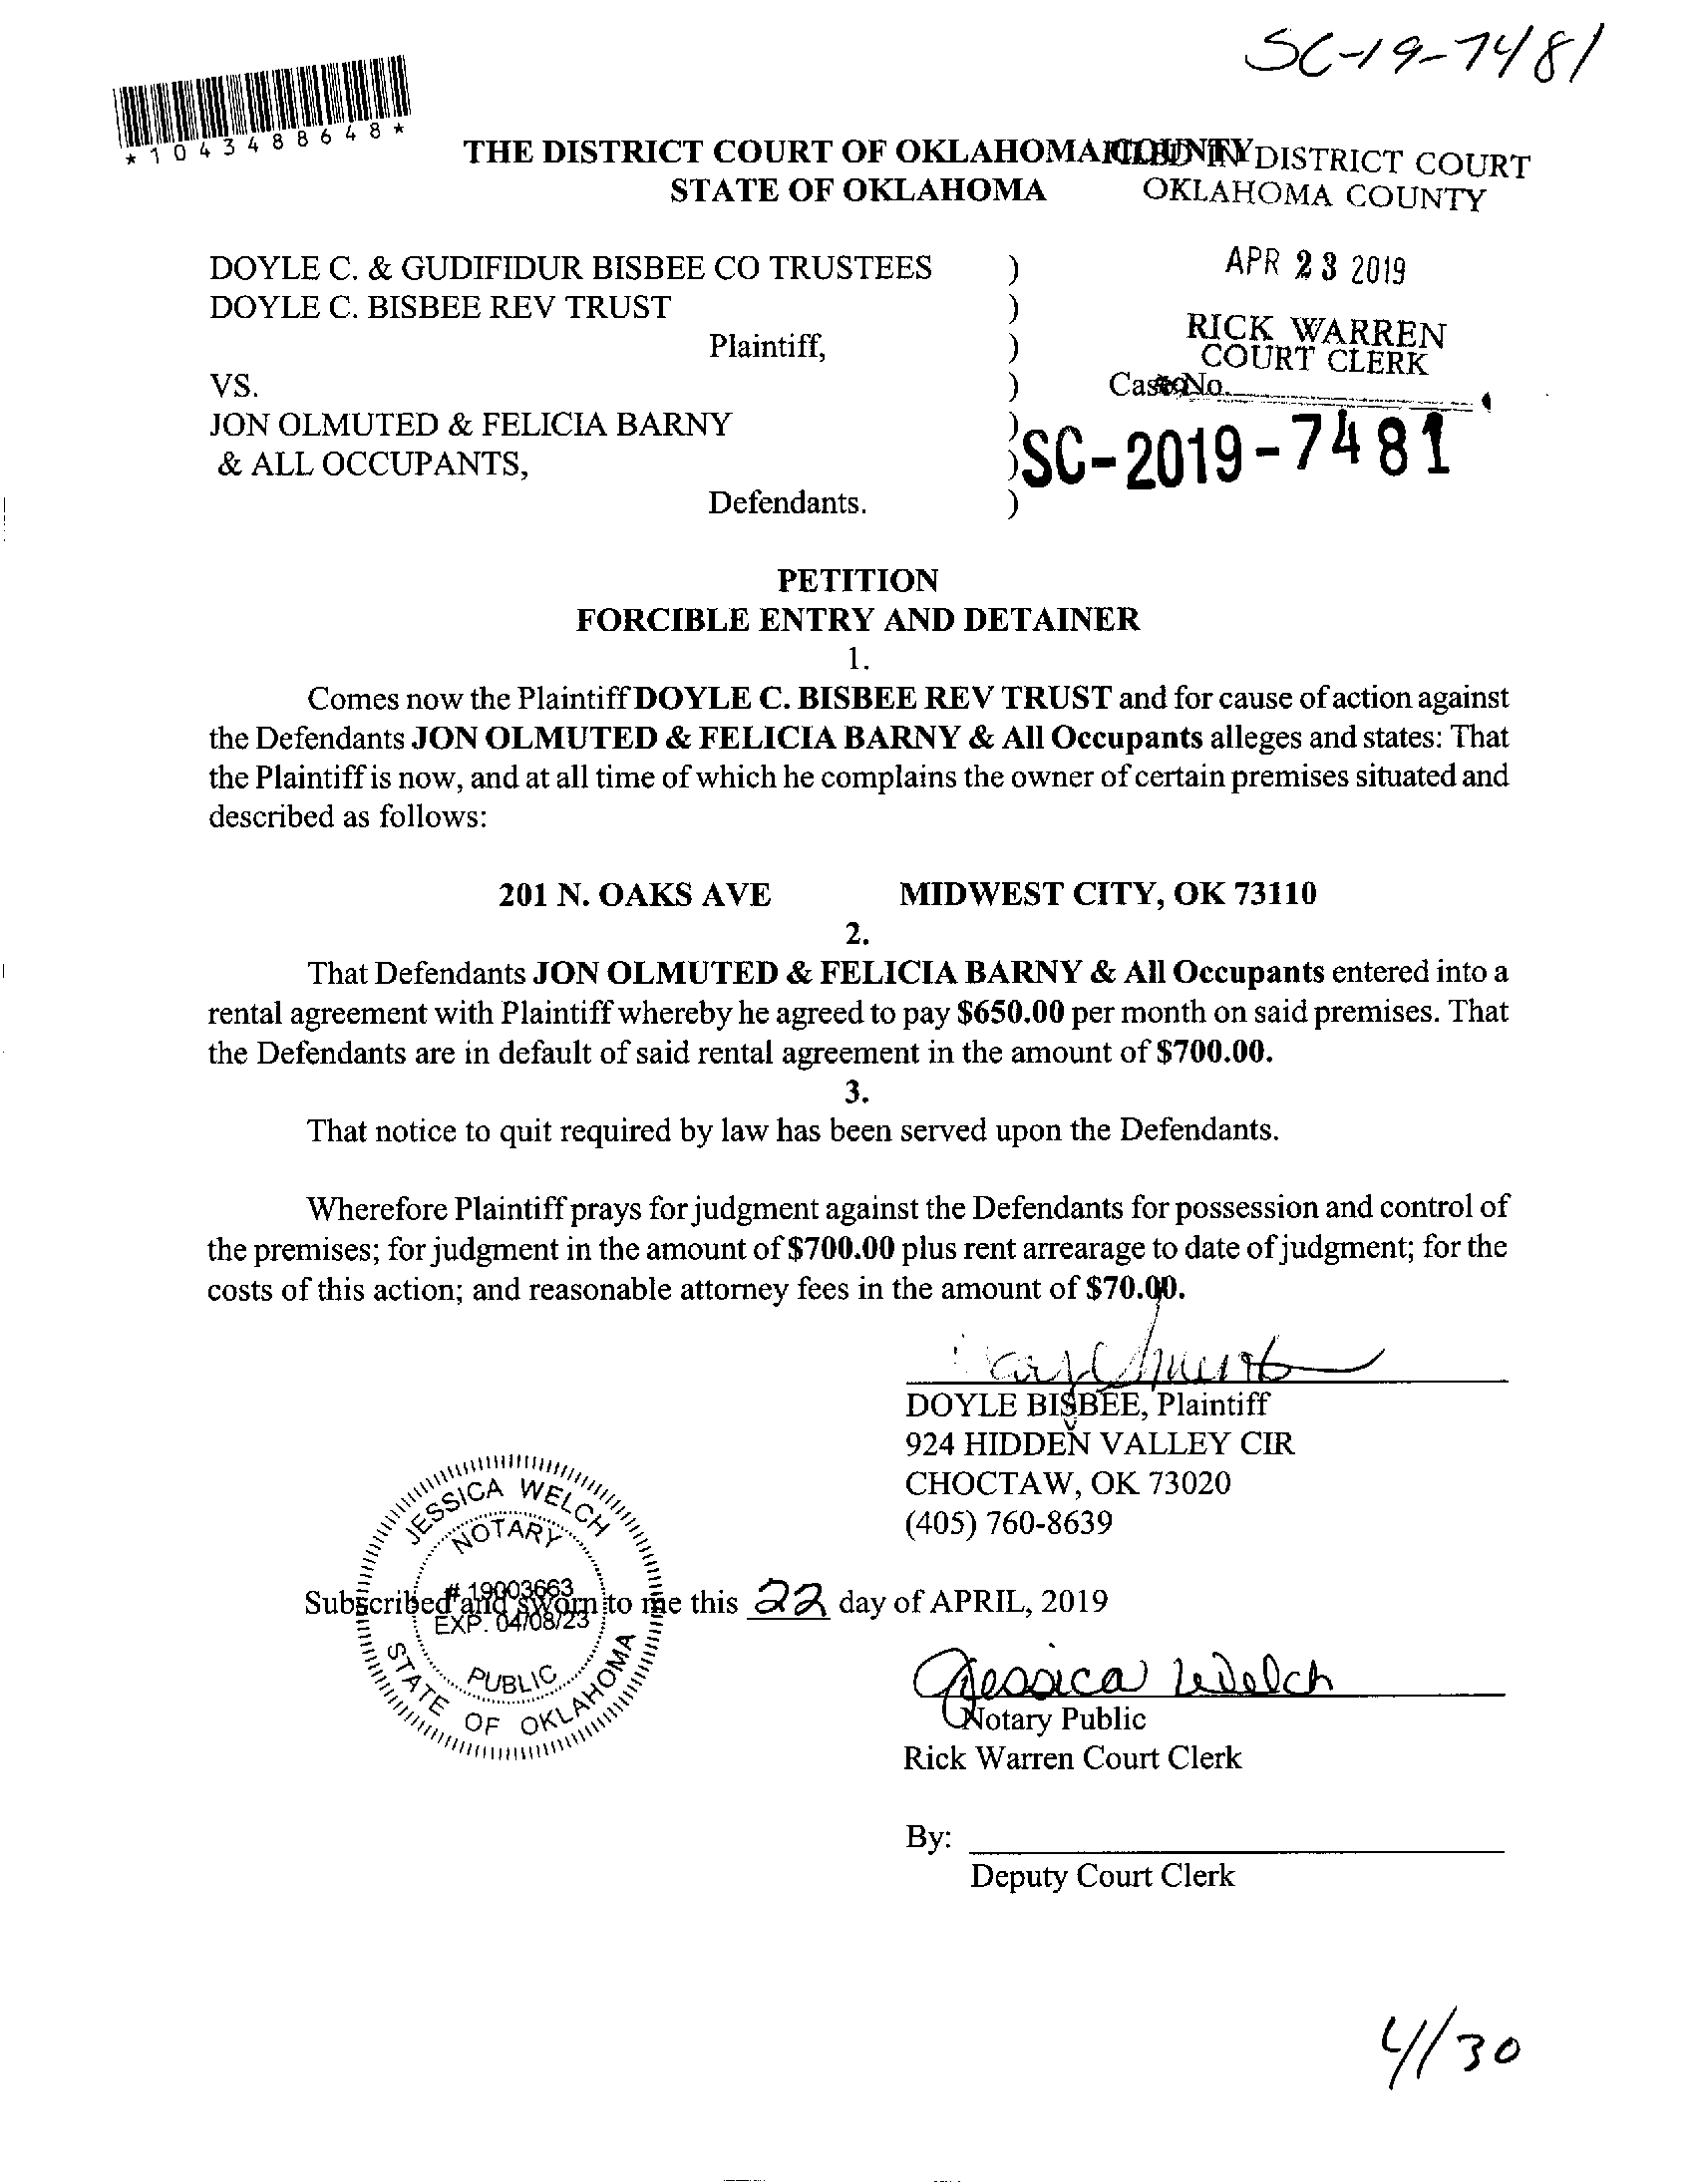 SC-19-7481
*1043488648*
THE DISTRICT COURT OF OKLAHOMA COUNTY
STATE OF OKLAHOMA
FILED IN DISTRICT COURT
OKLAHOMA COUNTY
APR 23 2019
RICK WARREN
COURT CLERK
DOYLE C. & GUDIFIDUR BISBEE CO TRUSTEES )
DOYLE C. BISBEE REV TRUST )
Plaintiff, )
VS. ) Case No.
JON OLMUTED & FELICIA BARNY )
& ALL OCCUPANTS, )
SC-2019-7481
Defendants. )
PETITION
FORCIBLE ENTRY AND DETAINER
1.
Comes now the Plaintiff DOYLE C. BISBEE REV TRUST and for cause of action against
the Defendants JON OLMUTED & FELICIA BARNY & All Occupants alleges and states: That
the Plaintiff is now, and at all time of which he complains the owner of certain premises situated and
described as follows:
201 N. OAKS AVE MIDWEST CITY, OK 73110
2.
That Defendants JON OLMUTED & FELICIA BARNY & All Occupants entered into a
rental agreement with Plaintiff whereby he agreed to pay $650.00 per month on said premises. That
the Defendants are in default of said rental agreement in the amount of $700.00.
3.
That notice to quit required by law has been served upon the Defendants.
Wherefore Plaintiff prays for judgment against the Defendants for possession and control of
the premises; for judgment in the amount of $700.00 plus rent arrearage to date of judgment; for the
costs of this action; and reasonable attorney fees in the amount of $70.00.
DOYLE BISBEE, Plaintiff
924 HIDDEN VALLEY CIR
CHOCTAW, OK 73020
(405) 760-8639
JESSICA WELCH
NOTARY
# 19003663
EXP. 04/08/23
PUBLIC
STATE OF OKLAHOMA
Subscribed and sworn to me this 22 day of APRIL, 2019
Jessica Welch
Notary Public
Rick Warren Court Clerk
By:
Deputy Court Clerk
4/30